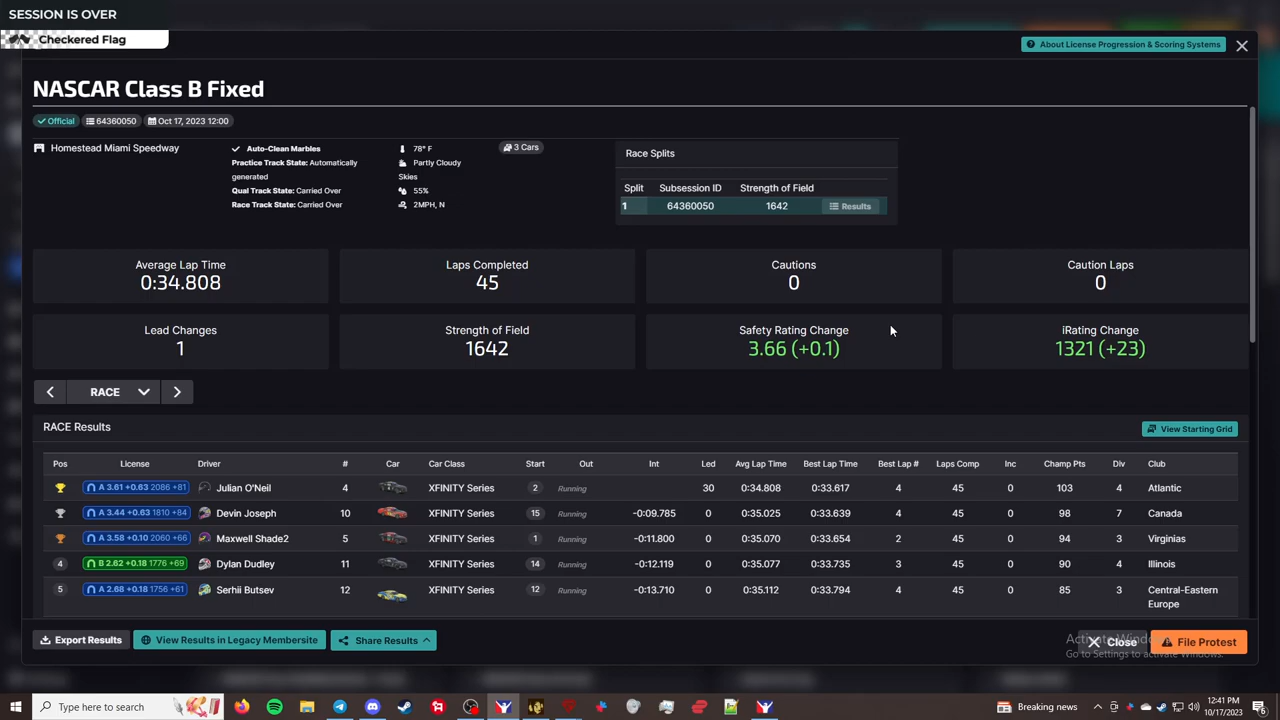 SESSION IS OVER
Checkered Flag
About License Progression & Scoring Systems
NASCAR Class B Fixed
Official 64360050 Oct 17, 2023 12:00
Homestead Miami Speedway
Auto-Clean Marbles
Practice Track State: Automatically
generated
Qual Track State: Carried Over
Race Track State: Carried Over
78° F
Partly Cloudy
Skies
55%
2MPH, N
3 Cars
Race Splits
Split Subsession ID Strength of Field
1 64360050 1642 Results
Average Lap Time Laps Completed Cautions Caution Laps
0:34.808 45 0 0
Lead Changes Strength of Field Safety Rating Change iRating Change
1 1642 3.66 (+0.1) 1321 (+23)
RACE
RACE Results
View Starting Grid
Pos License Driver # Car Car Class Start Out Int Led Avg Lap Time Best Lap Time Best Lap # Laps Comp Inc Champ Pts Div Club
A 3.61 +0.63 2086 +81 Julian O'Neil 4 XFINITY Series 2 Running 30 0:34.808 0:33.617 4 45 0 103 4 Atlantic
A 3.44 +0.63 1810 +84 Devin Joseph 10 XFINITY Series 15 Running -0:09.785 0 0:35.025 0:33.639 4 45 0 98 7 Canada
A 3.58 +0.10 2060 +66 Maxwell Shade2 5 XFINITY Series 1 Running -0:11.800 0 0:35.070 0:33.654 2 45 0 94 3 Virginias
4 B 2.62 +0.18 1776 +69 Dylan Dudley 11 XFINITY Series 14 Running -0:12.119 0 0:35.077 0:33.735 3 45 0 90 4 Illinois
5 A 2.68 +0.18 1756 +61 Serhii Butsev 12 XFINITY Series 12 Running -0:13.710 0 0:35.112 0:33.794 4 45 0 85 3 Central-Eastern
Europe
Export Results View Results in Legacy Membersite Share Results Close File Protest
Activate Windows
Go to Settings to activate Windows.
Type here to search
Breaking news
12:41 PM
10/17/2023